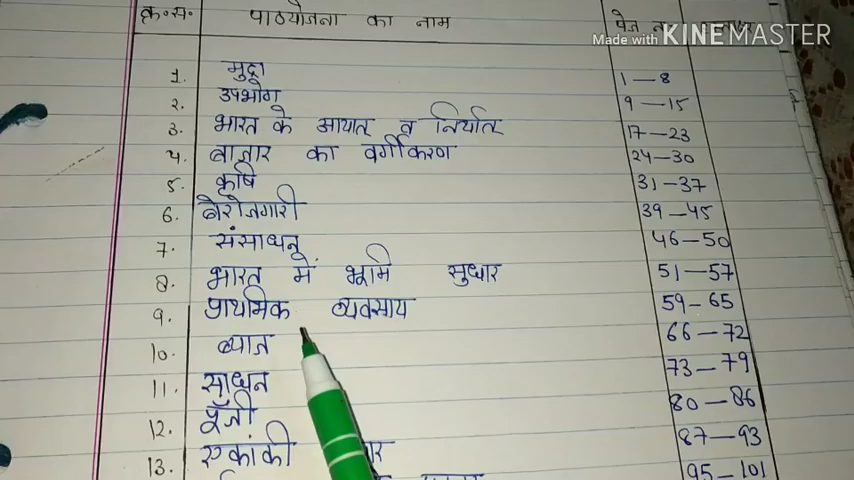 क्र.स. पाठयोजना का नाम पेज न.
Made with KINEMASTER
1. मुद्रा 1 — 8
2. उपभोग 9 — 15
3. भारत के आयात व निर्यात 17 — 23
4. बाजार का वर्गीकरण 24 — 30
5. कृषि 31 — 37
6. बेरोजगारी 39 — 45
7. संसाधन 46 — 50
8. भारत में भूमि सुधार 51 — 57
9. प्राथमिक व्यवसाय 59 — 65
10. ब्याज 66 — 72
11. साधन 73 — 79
12. पूँजी 80 — 86
13. एकांकी 87 — 93
95 — 101